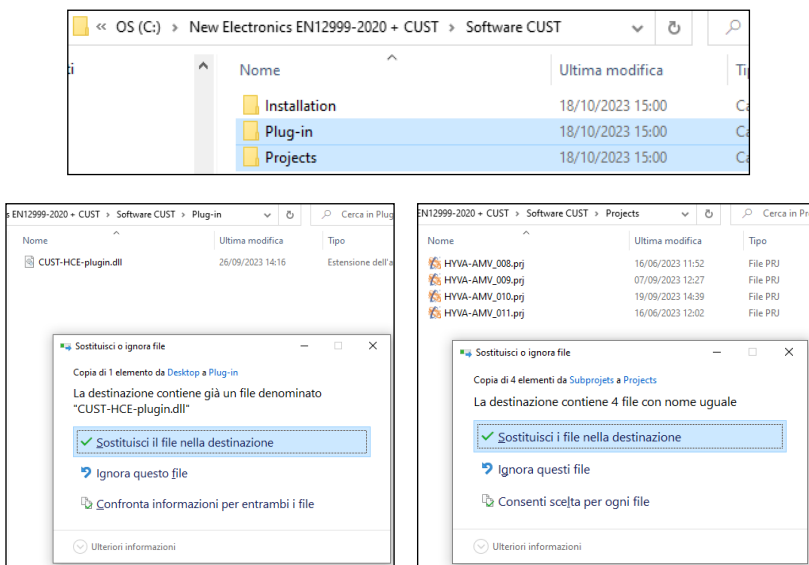 « OS (C:) › New Electronics EN12999-2020 + CUST › Software CUST
Nome Ultima modifica
Installation 18/10/2023 15:00
Plug-in 18/10/2023 15:00
Projects 18/10/2023 15:00
EN12999-2020 + CUST › Software CUST › Plug-in Cerca in Plug
Nome Ultima modifica Tipo
CUST-HCE-plugin.dll 26/09/2023 14:16 Estensione dell'a
Sostituisci o ignora file
Copia di 1 elemento da Desktop a Plug-in
La destinazione contiene già un file denominato
"CUST-HCE-plugin.dll"
Sostituisci il file nella destinazione
Ignora questo file
Confronta informazioni per entrambi i file
Ulteriori informazioni
EN12999-2020 + CUST › Software CUST › Projects Cerca in Pr
Nome Ultima modifica Tipo
HYVA-AMV_008.prj 16/06/2023 11:52 File PRJ
HYVA-AMV_009.prj 07/09/2023 12:27 File PRJ
HYVA-AMV_010.prj 19/09/2023 14:39 File PRJ
HYVA-AMV_011.prj 16/06/2023 12:02 File PRJ
Sostituisci o ignora file
Copia di 4 elementi da Subprojets a Projects
La destinazione contiene 4 file con nome uguale
Sostituisci i file nella destinazione
Ignora questi file
Consenti scelta per ogni file
Ulteriori informazioni